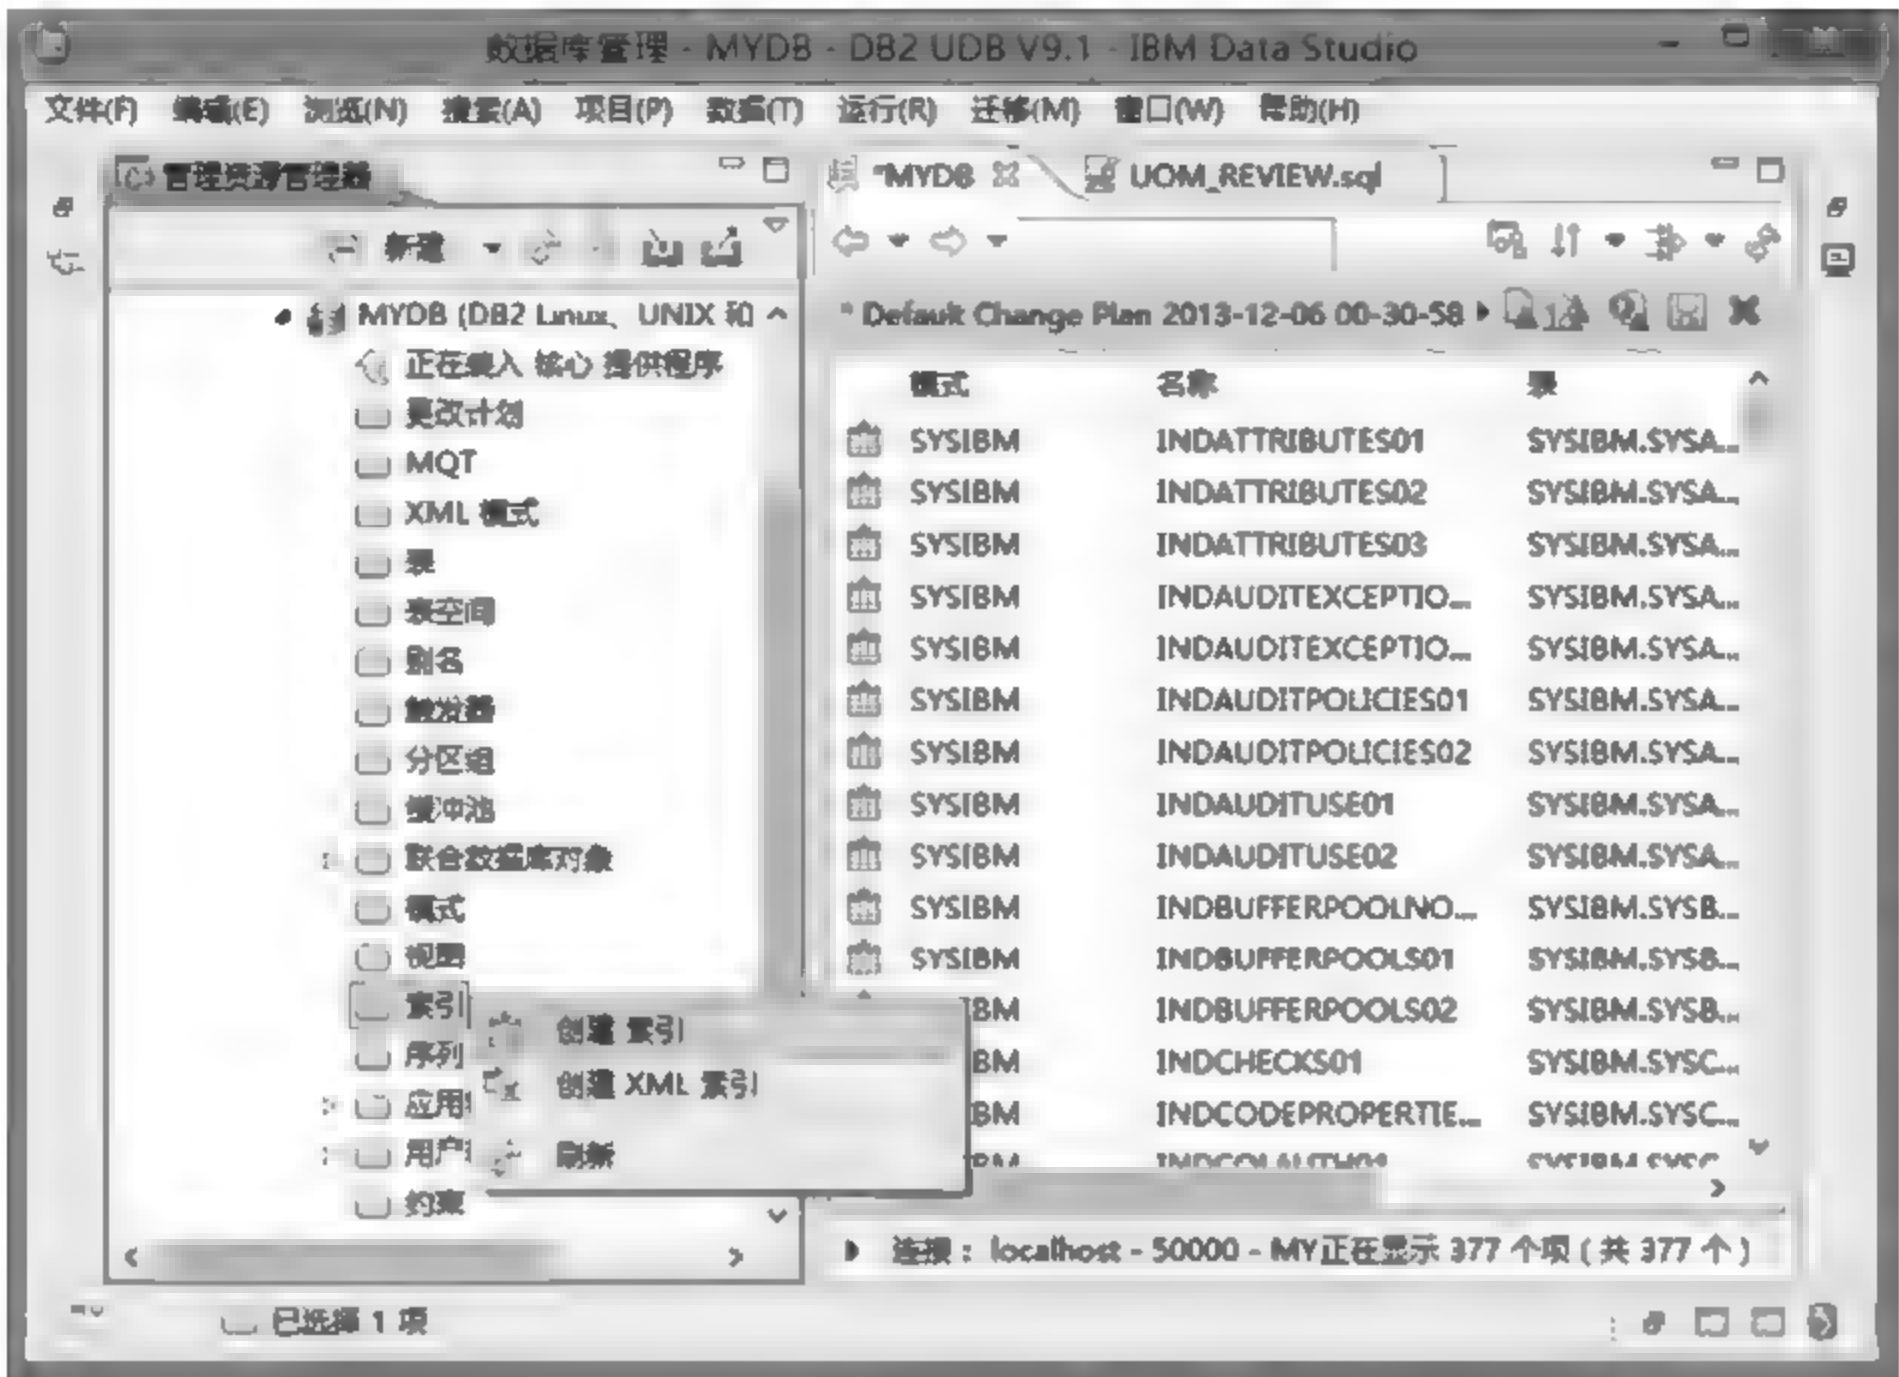 数据库管理 - MYDB - DB2 UDB V9.1 - IBM Data Studio
文件(F) 编辑(E) 浏览(N) 搜索(A) 项目(P) 数据(T) 运行(R) 迁移(M) 窗口(W) 帮助(H)
管理资源管理器
新建
MYDB (DB2 Linux、UNIX 和
正在载入 核心 提供程序
更改计划
MQT
XML 模式
表
表空间
别名
触发器
分区组
缓冲池
联合数据库对象
模式
视图
索引
序列
应用
用户
约束
创建 索引
创建 XML 索引
刷新
*MYDB UOM_REVIEW.sql
* Default Change Plan 2013-12-06 00-30-58
模式 名称 表
SYSIBM INDATTRIBUTES01 SYSIBM.SYSA...
SYSIBM INDATTRIBUTES02 SYSIBM.SYSA...
SYSIBM INDATTRIBUTES03 SYSIBM.SYSA...
SYSIBM INDAUDITEXCEPTIO... SYSIBM.SYSA...
SYSIBM INDAUDITEXCEPTIO... SYSIBM.SYSA...
SYSIBM INDAUDITPOLICIES01 SYSIBM.SYSA...
SYSIBM INDAUDITPOLICIES02 SYSIBM.SYSA...
SYSIBM INDAUDITUSE01 SYSIBM.SYSA...
SYSIBM INDAUDITUSE02 SYSIBM.SYSA...
SYSIBM INDBUFFERPOOLNO... SYSIBM.SYSB...
SYSIBM INDBUFFERPOOLS01 SYSIBM.SYSB...
IBM INDBUFFERPOOLS02 SYSIBM.SYSB...
BM INDCHECKS01 SYSIBM.SYSC...
BM INDCODEPROPERTIE... SYSIBM.SYSC...
连接： localhost - 50000 - MY正在显示 377 个项 ( 共 377 个 )
已选择 1 项